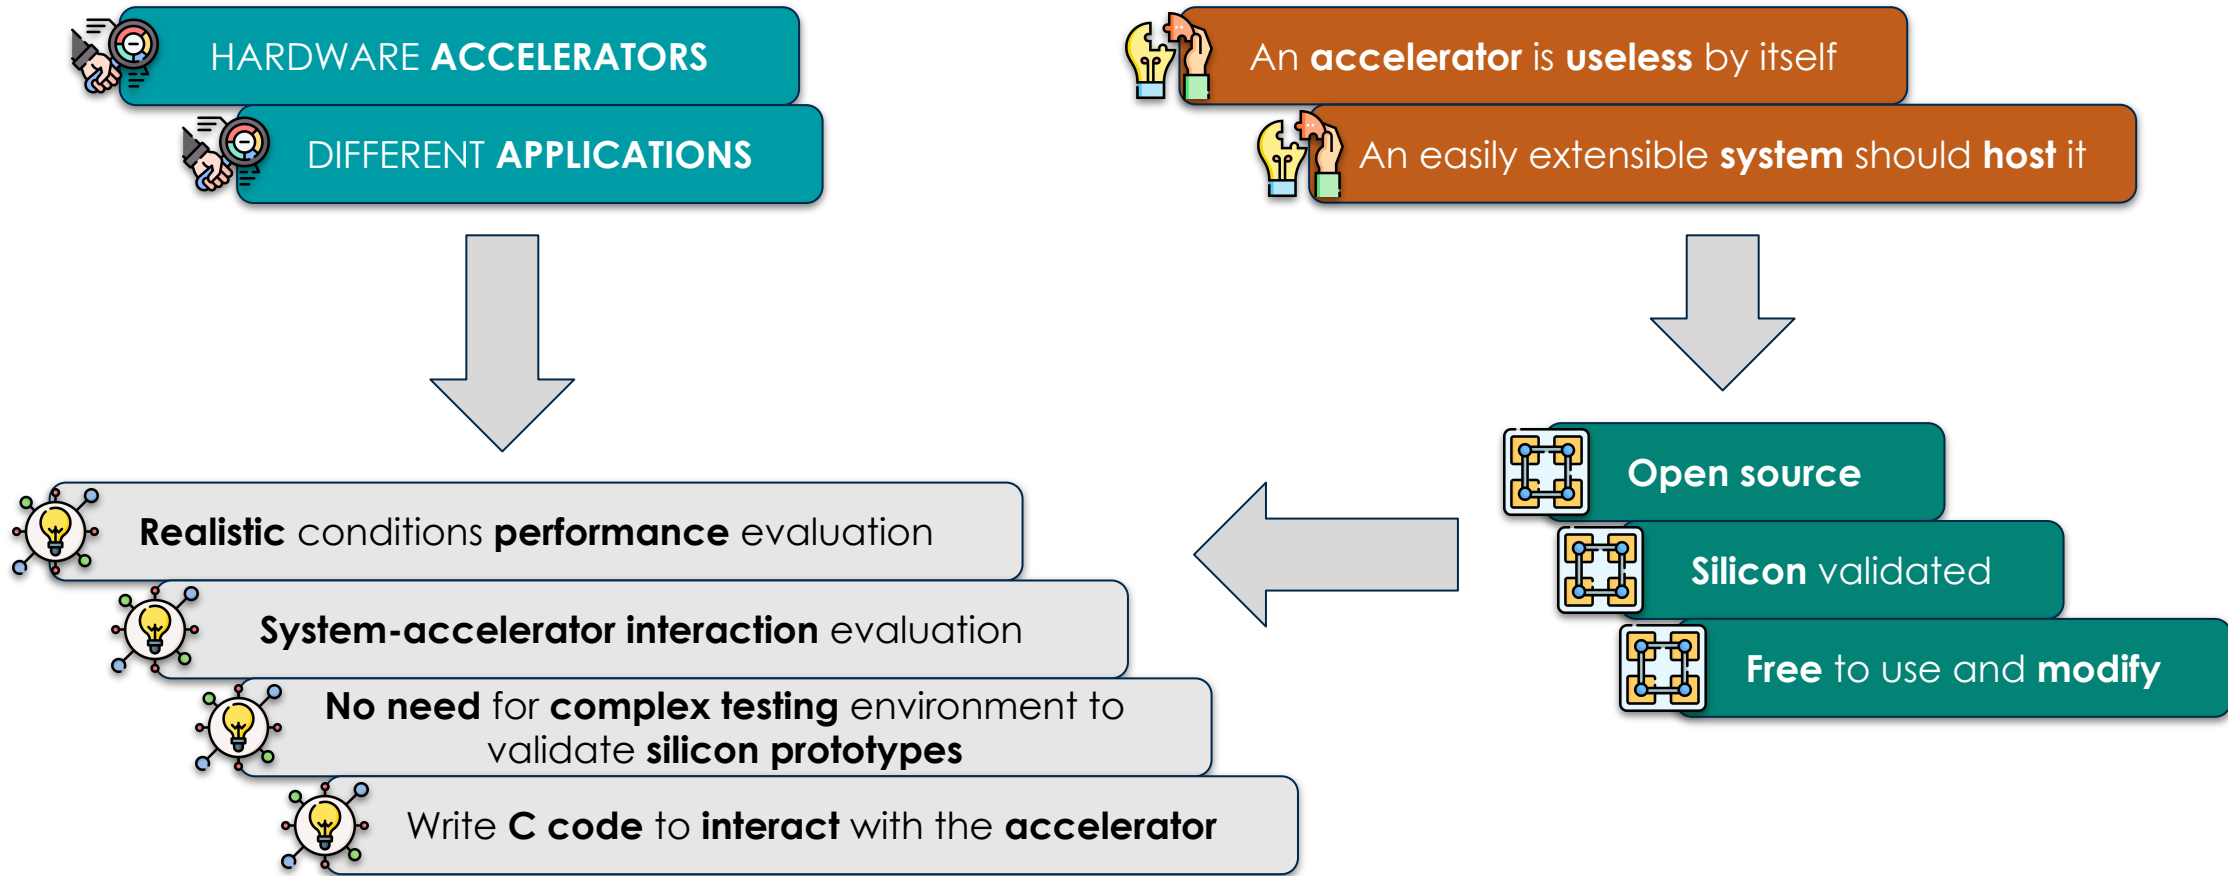 HARDWARE ACCELERATORS
DIFFERENT APPLICATIONS
An accelerator is useless by itself
An easily extensible system should host it
Open source
Silicon validated
Free to use and modify
Realistic conditions performance evaluation
System-accelerator interaction evaluation
No need for complex testing environment to
validate silicon prototypes
Write C code to interact with the accelerator